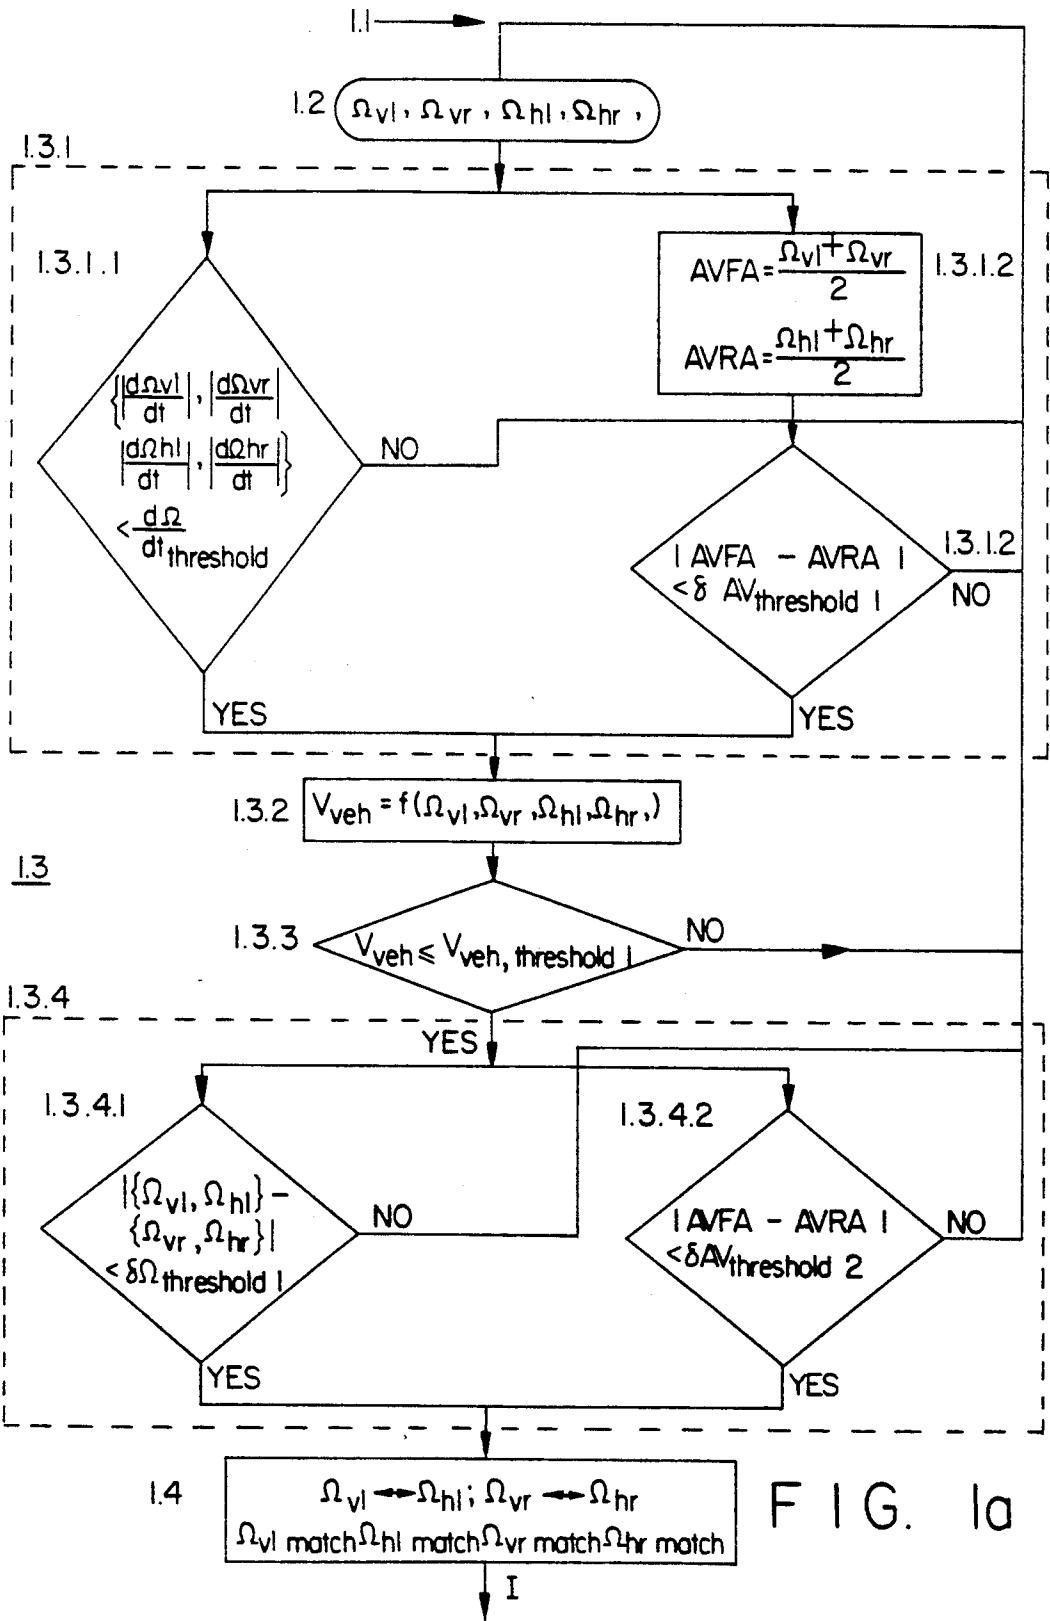 1.1
1.2
Ωvl, Ωvr, Ωhl, Ωhr,
1.3.1
1.3.1.1
{|dΩvl/dt|, |dΩvr/dt|
|dΩhl/dt|, |dΩhr/dt|}
< dΩ/dt threshold
NO
YES
AVFA = (Ωvl + Ωvr)/2
AVRA = (Ωhl + Ωhr)/2
1.3.1.2
| AVFA - AVRA |
< δ AVthreshold 1
1.3.1.2
NO
YES
1.3.2
Vveh = f(Ωvl, Ωvr, Ωhl, Ωhr,)
1.3
1.3.3
Vveh ≤ Vveh, threshold 1
NO
YES
1.3.4
1.3.4.1
|{Ωvl, Ωhl} -
{Ωvr, Ωhr}|
< δΩthreshold 1
NO
YES
1.3.4.2
| AVFA - AVRA |
< δAVthreshold 2
NO
YES
1.4
Ωvl ↔ Ωhl; Ωvr ↔ Ωhr
Ωvl match Ωhl match Ωvr match Ωhr match
FIG. 1a
I